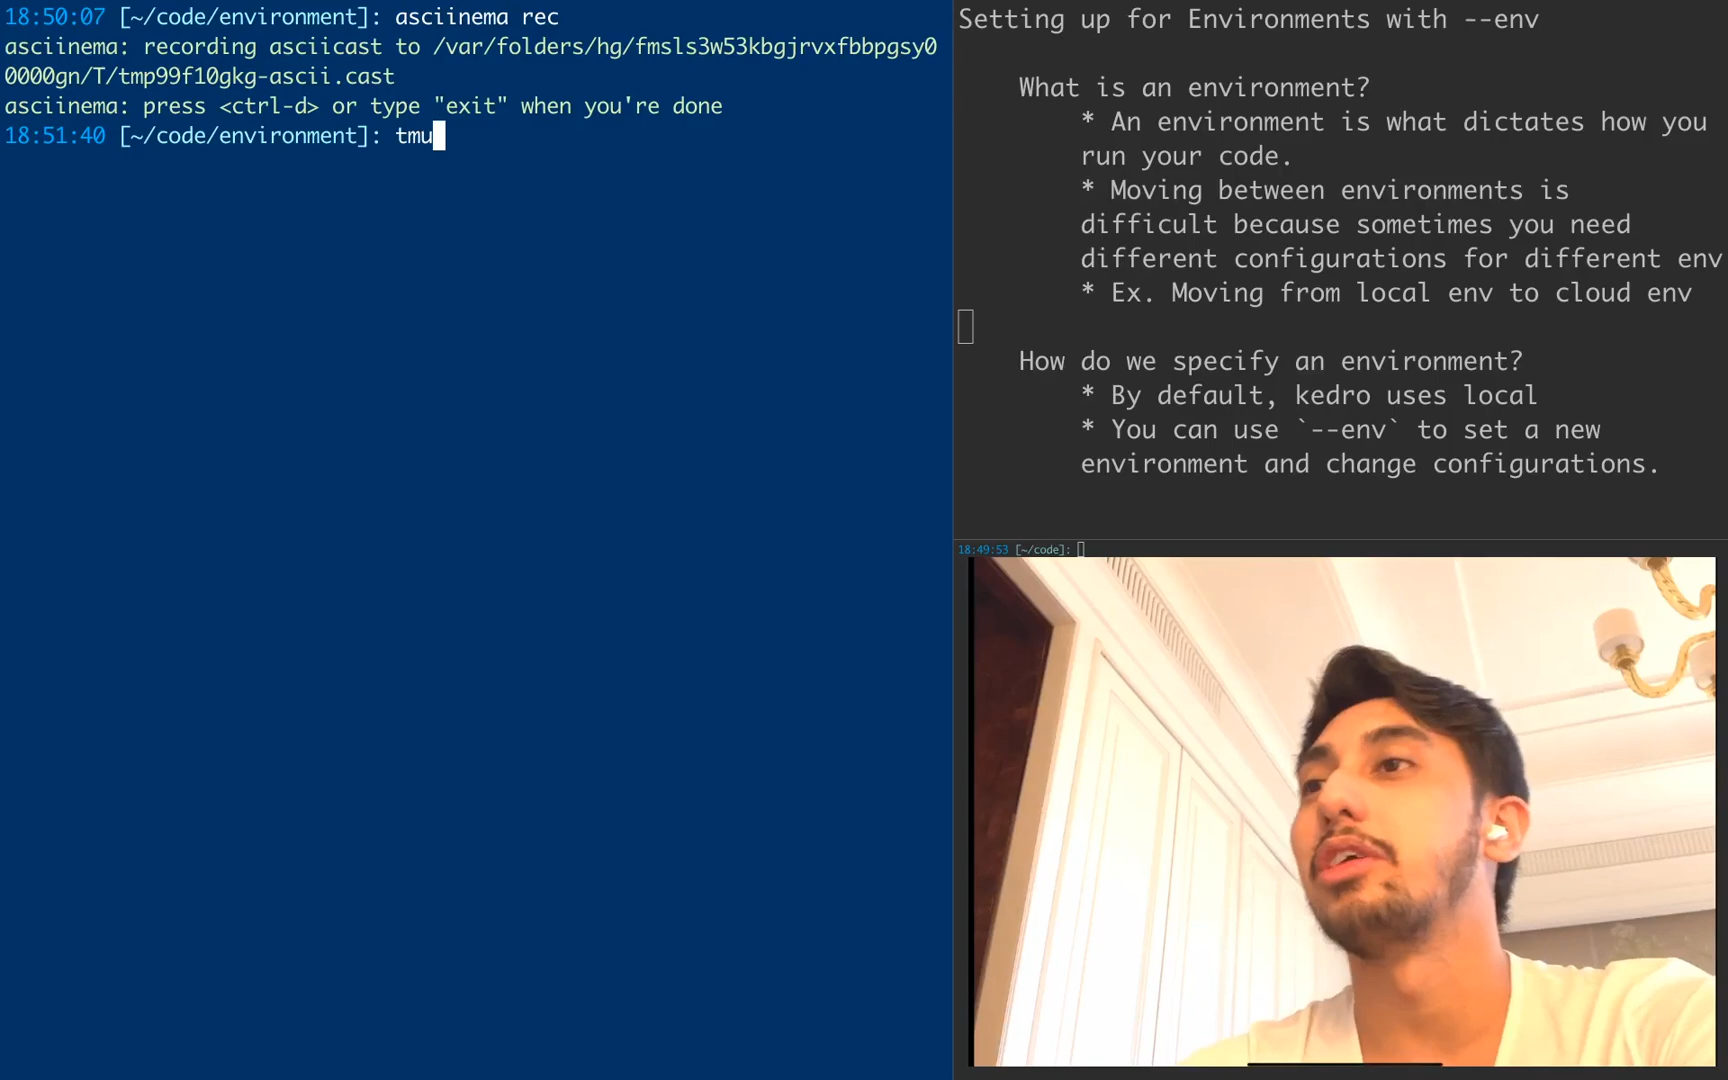 18:50:07 [~/code/environment]: asciinema rec
asciinema: recording asciicast to /var/folders/hg/fmsls3w53kbgjrvxfbbpgsy0
0000gn/T/tmp99f10gkg-ascii.cast
asciinema: press <ctrl-d> or type "exit" when you're done
18:51:40 [~/code/environment]: tmu
Setting up for Environments with --env
What is an environment?
* An environment is what dictates how you
run your code.
* Moving between environments is
difficult because sometimes you need
different configurations for different env
* Ex. Moving from local env to cloud env
How do we specify an environment?
* By default, kedro uses local
* You can use `--env` to set a new
environment and change configurations.
18:49:53 [~/code]: